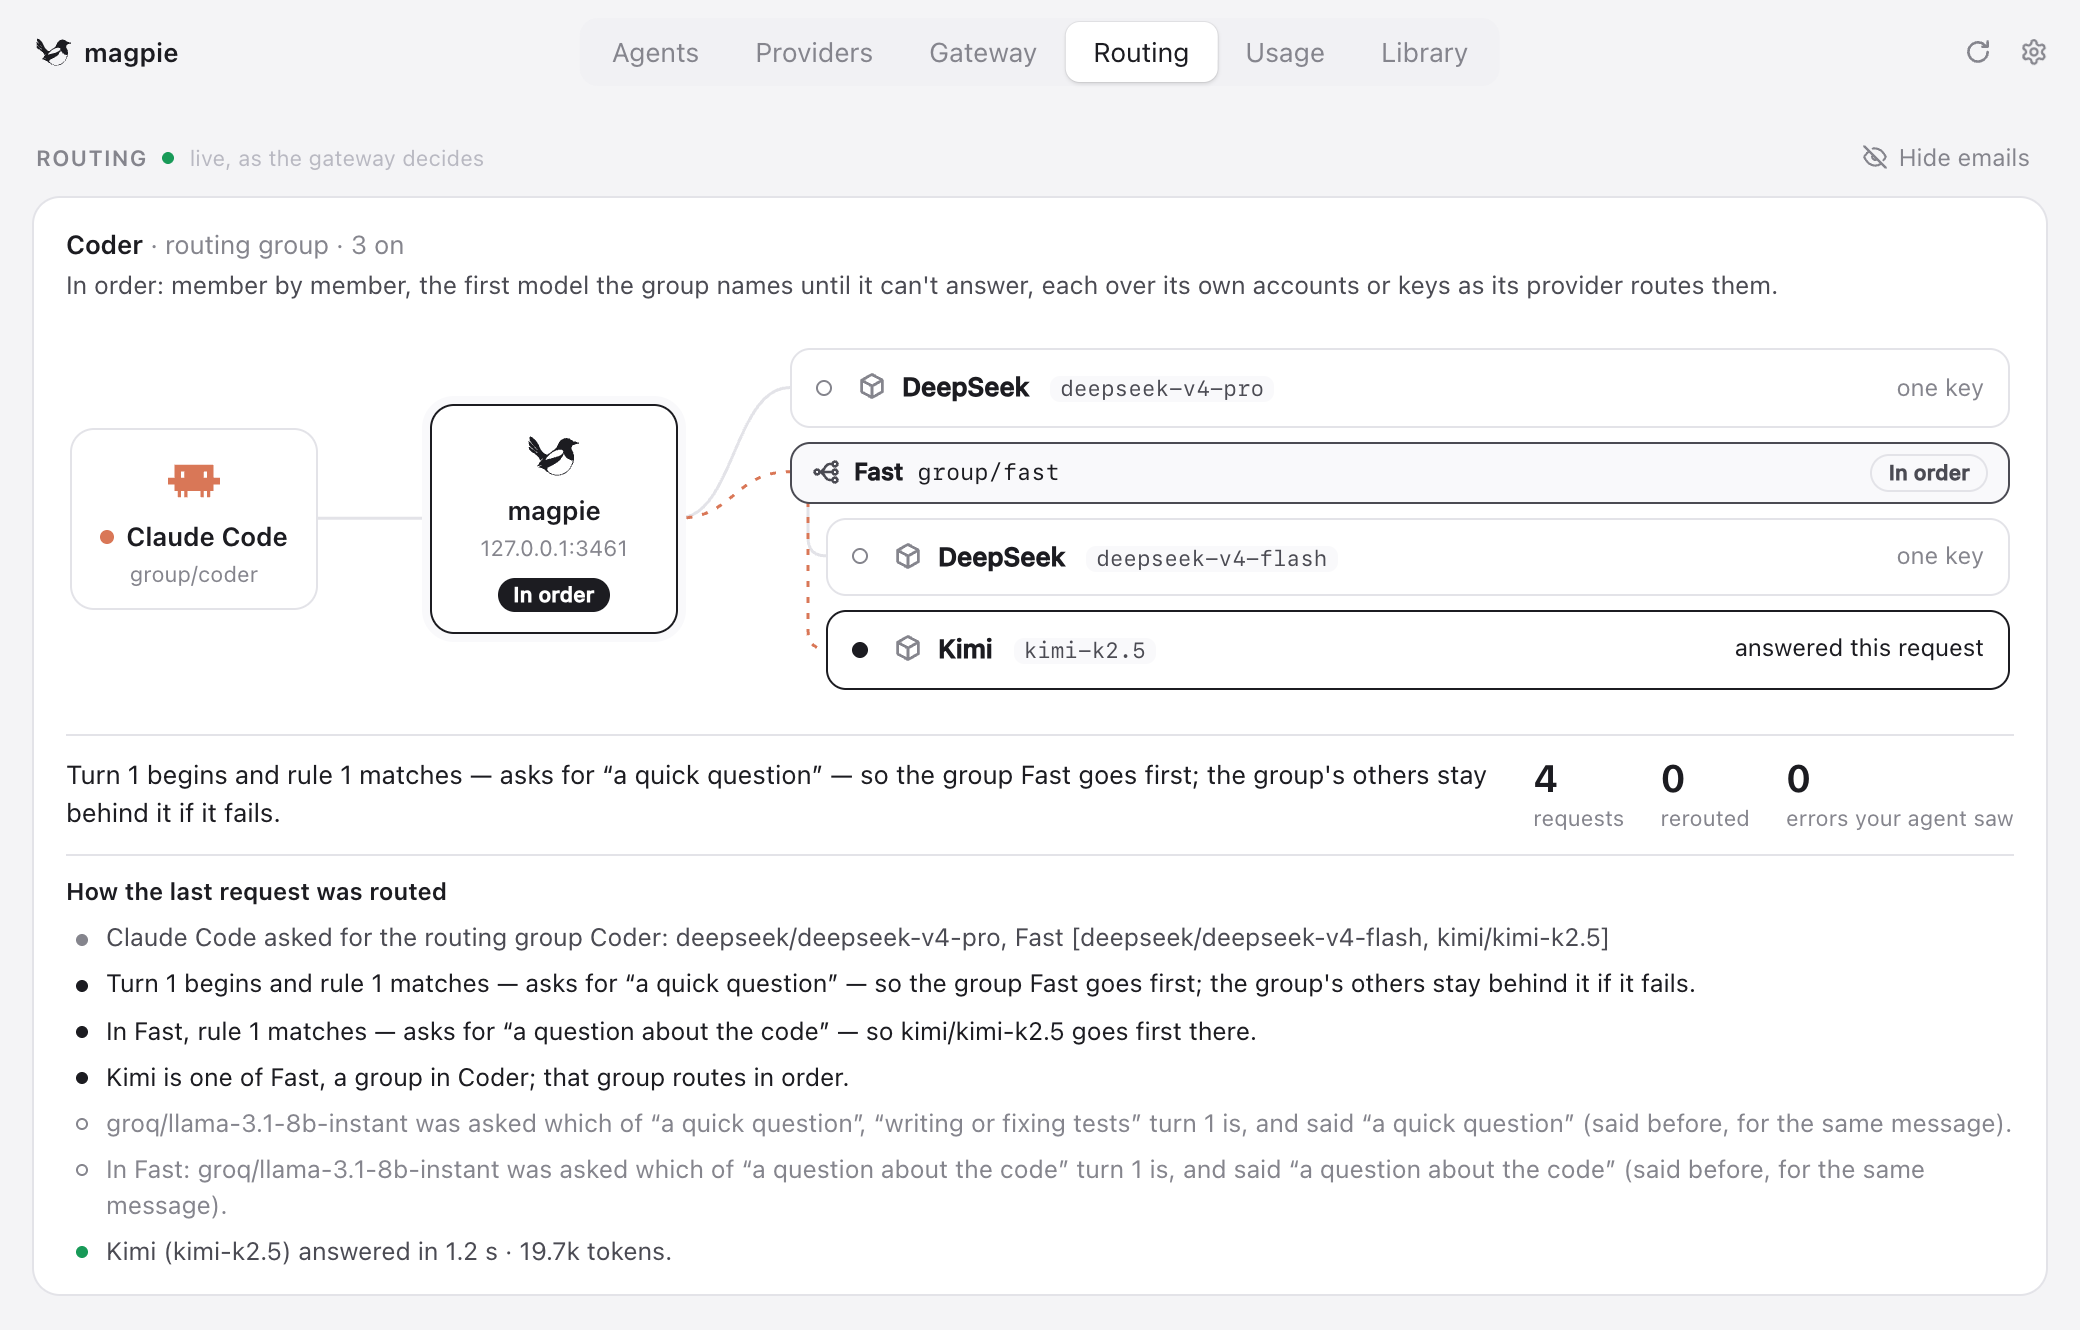 magpie
Agents
Providers
Gateway
Routing
Usage
Library
ROUTING
live, as the gateway decides
Hide emails
Coder · routing group · 3 on
In order: member by member, the first model the group names until it can't answer, each over its own accounts or keys as its provider routes them.
Claude Code
group/coder
magpie
127.0.0.1:3461
In order
DeepSeek deepseek-v4-pro one key
Fast group/fast In order
DeepSeek deepseek-v4-flash one key
Kimi kimi-k2.5 answered this request
Turn 1 begins and rule 1 matches — asks for “a quick question” — so the group Fast goes first; the group's others stay
behind it if it fails.
4 requests
0 rerouted
0 errors your agent saw
How the last request was routed
Claude Code asked for the routing group Coder: deepseek/deepseek-v4-pro, Fast [deepseek/deepseek-v4-flash, kimi/kimi-k2.5]
Turn 1 begins and rule 1 matches — asks for “a quick question” — so the group Fast goes first; the group's others stay behind it if it fails.
In Fast, rule 1 matches — asks for “a question about the code” — so kimi/kimi-k2.5 goes first there.
Kimi is one of Fast, a group in Coder; that group routes in order.
groq/llama-3.1-8b-instant was asked which of “a quick question”, “writing or fixing tests” turn 1 is, and said “a quick question” (said before, for the same message).
In Fast: groq/llama-3.1-8b-instant was asked which of “a question about the code” turn 1 is, and said “a question about the code” (said before, for the same
message).
Kimi (kimi-k2.5) answered in 1.2 s · 19.7k tokens.